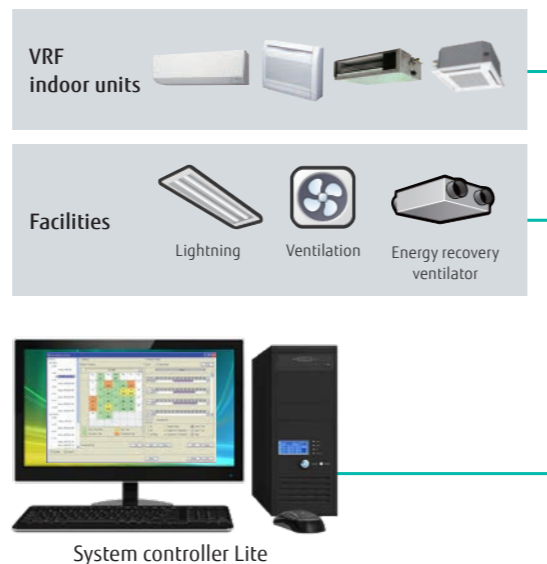 VRF
indoor units
Facilities
Lightning
Ventilation
Energy recovery
ventilator
System controller Lite